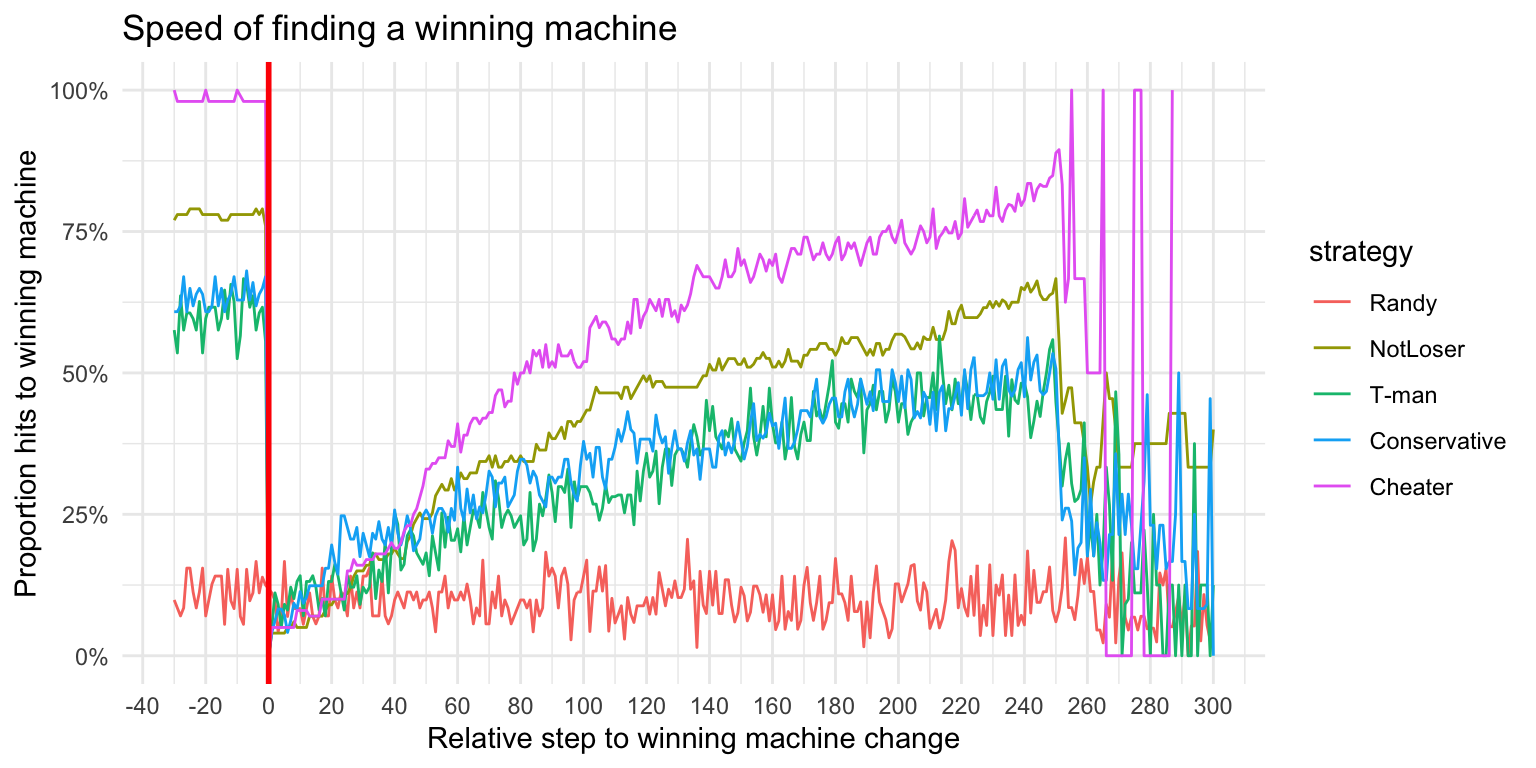 Speed of finding a winning machine
Proportion hits to winning machine
100%
75%
50%
25%
0%
-40 -20 0 20 40 60 80 100 120 140 160 180 200 220 240 260 280 300
Relative step to winning machine change
strategy
Randy
NotLoser
T-man
Conservative
Cheater